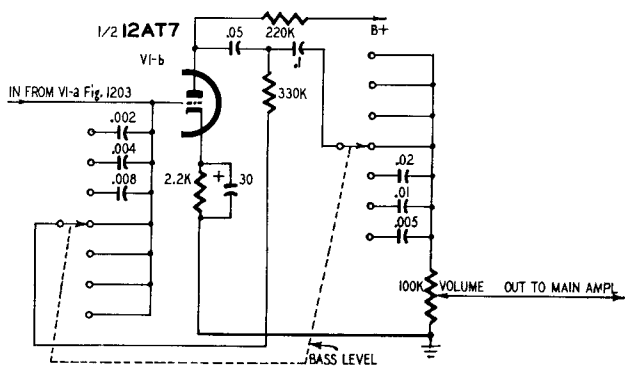 1/2 12AT7
V1-b
220K
B+
.05
.1
330K
IN FROM V1-a Fig. 1203
.002
.004
.008
2.2K
+
30
.02
.01
.005
100K
VOLUME
OUT TO MAIN AMPL
BASS LEVEL